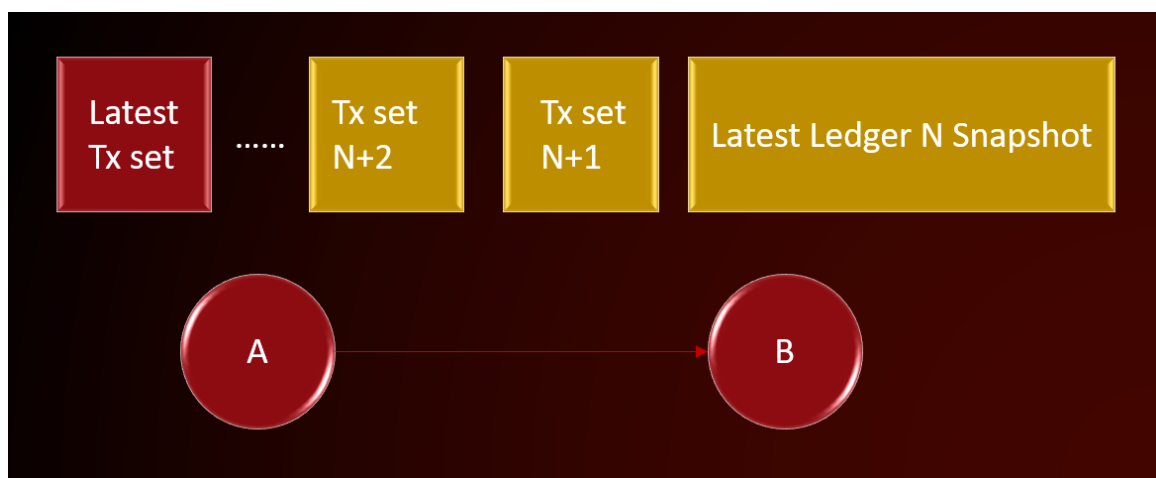 Latest
Tx set
......
Tx set
N+2
Tx set
N+1
Latest Ledger N Snapshot
A
B